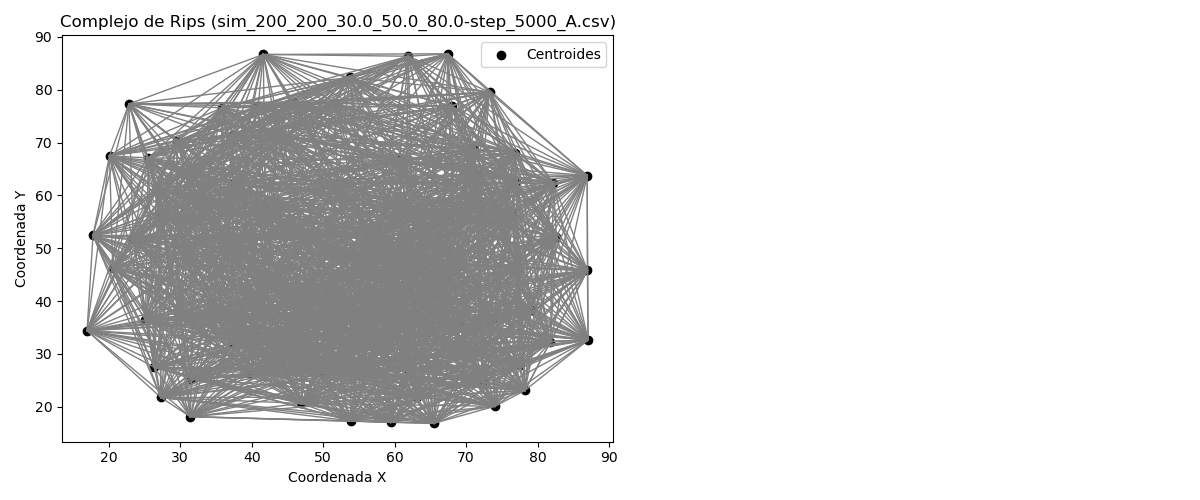 Complejo de Rips (sim_200_200_30.0_50.0_80.0-step_5000_A.csv)
90
80
70
60
50
40
30
20
Coordenada Y
Centroides
20 30 40 50 60 70 80 90
Coordenada X